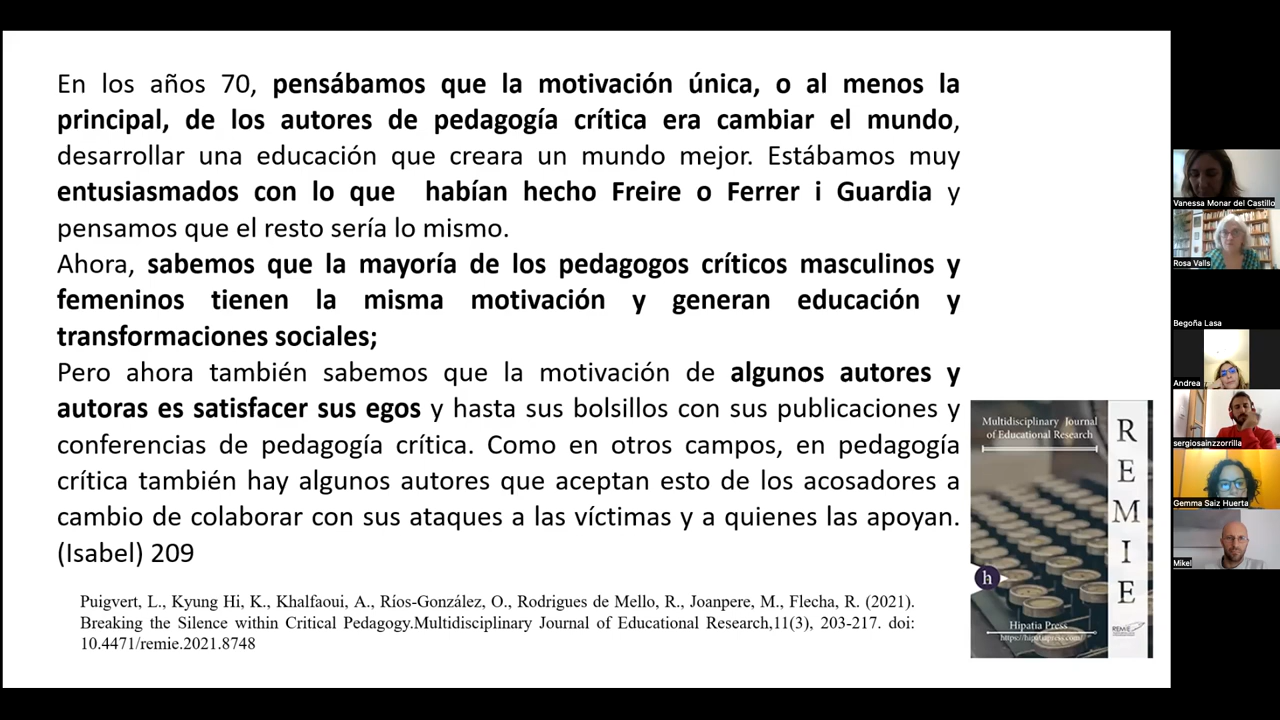 En los años 70, pensábamos que la motivación única, o al menos la
principal, de los autores de pedagogía crítica era cambiar el mundo,
desarrollar una educación que creara un mundo mejor. Estábamos muy
entusiasmados con lo que habían hecho Freire o Ferrer i Guardia y
pensamos que el resto sería lo mismo.
Ahora, sabemos que la mayoría de los pedagogos críticos masculinos y
femeninos tienen la misma motivación y generan educación y
transformaciones sociales;
Pero ahora también sabemos que la motivación de algunos autores y
autoras es satisfacer sus egos y hasta sus bolsillos con sus publicaciones y
conferencias de pedagogía crítica. Como en otros campos, en pedagogía
crítica también hay algunos autores que aceptan esto de los acosadores a
cambio de colaborar con sus ataques a las víctimas y a quienes las apoyan.
(Isabel) 209
Puigvert, L., Kyung Hi, K., Khalfaoui, A., Ríos-González, O., Rodrigues de Mello, R., Joanpere, M., Flecha, R. (2021).
Breaking the Silence within Critical Pedagogy.Multidisciplinary Journal of Educational Research,11(3), 203-217. doi:
10.4471/remie.2021.8748
Multidisciplinary Journal
of Educational Research
REMIE
h
Hipatia Press
https://hipatiapress.com/
REMIE
Vanessa Monar del Castillo
Rosa Valls
Begoña Lasa
Andrea
sergiosainzzorrilla
Gemma Saiz Huerta
Mikel